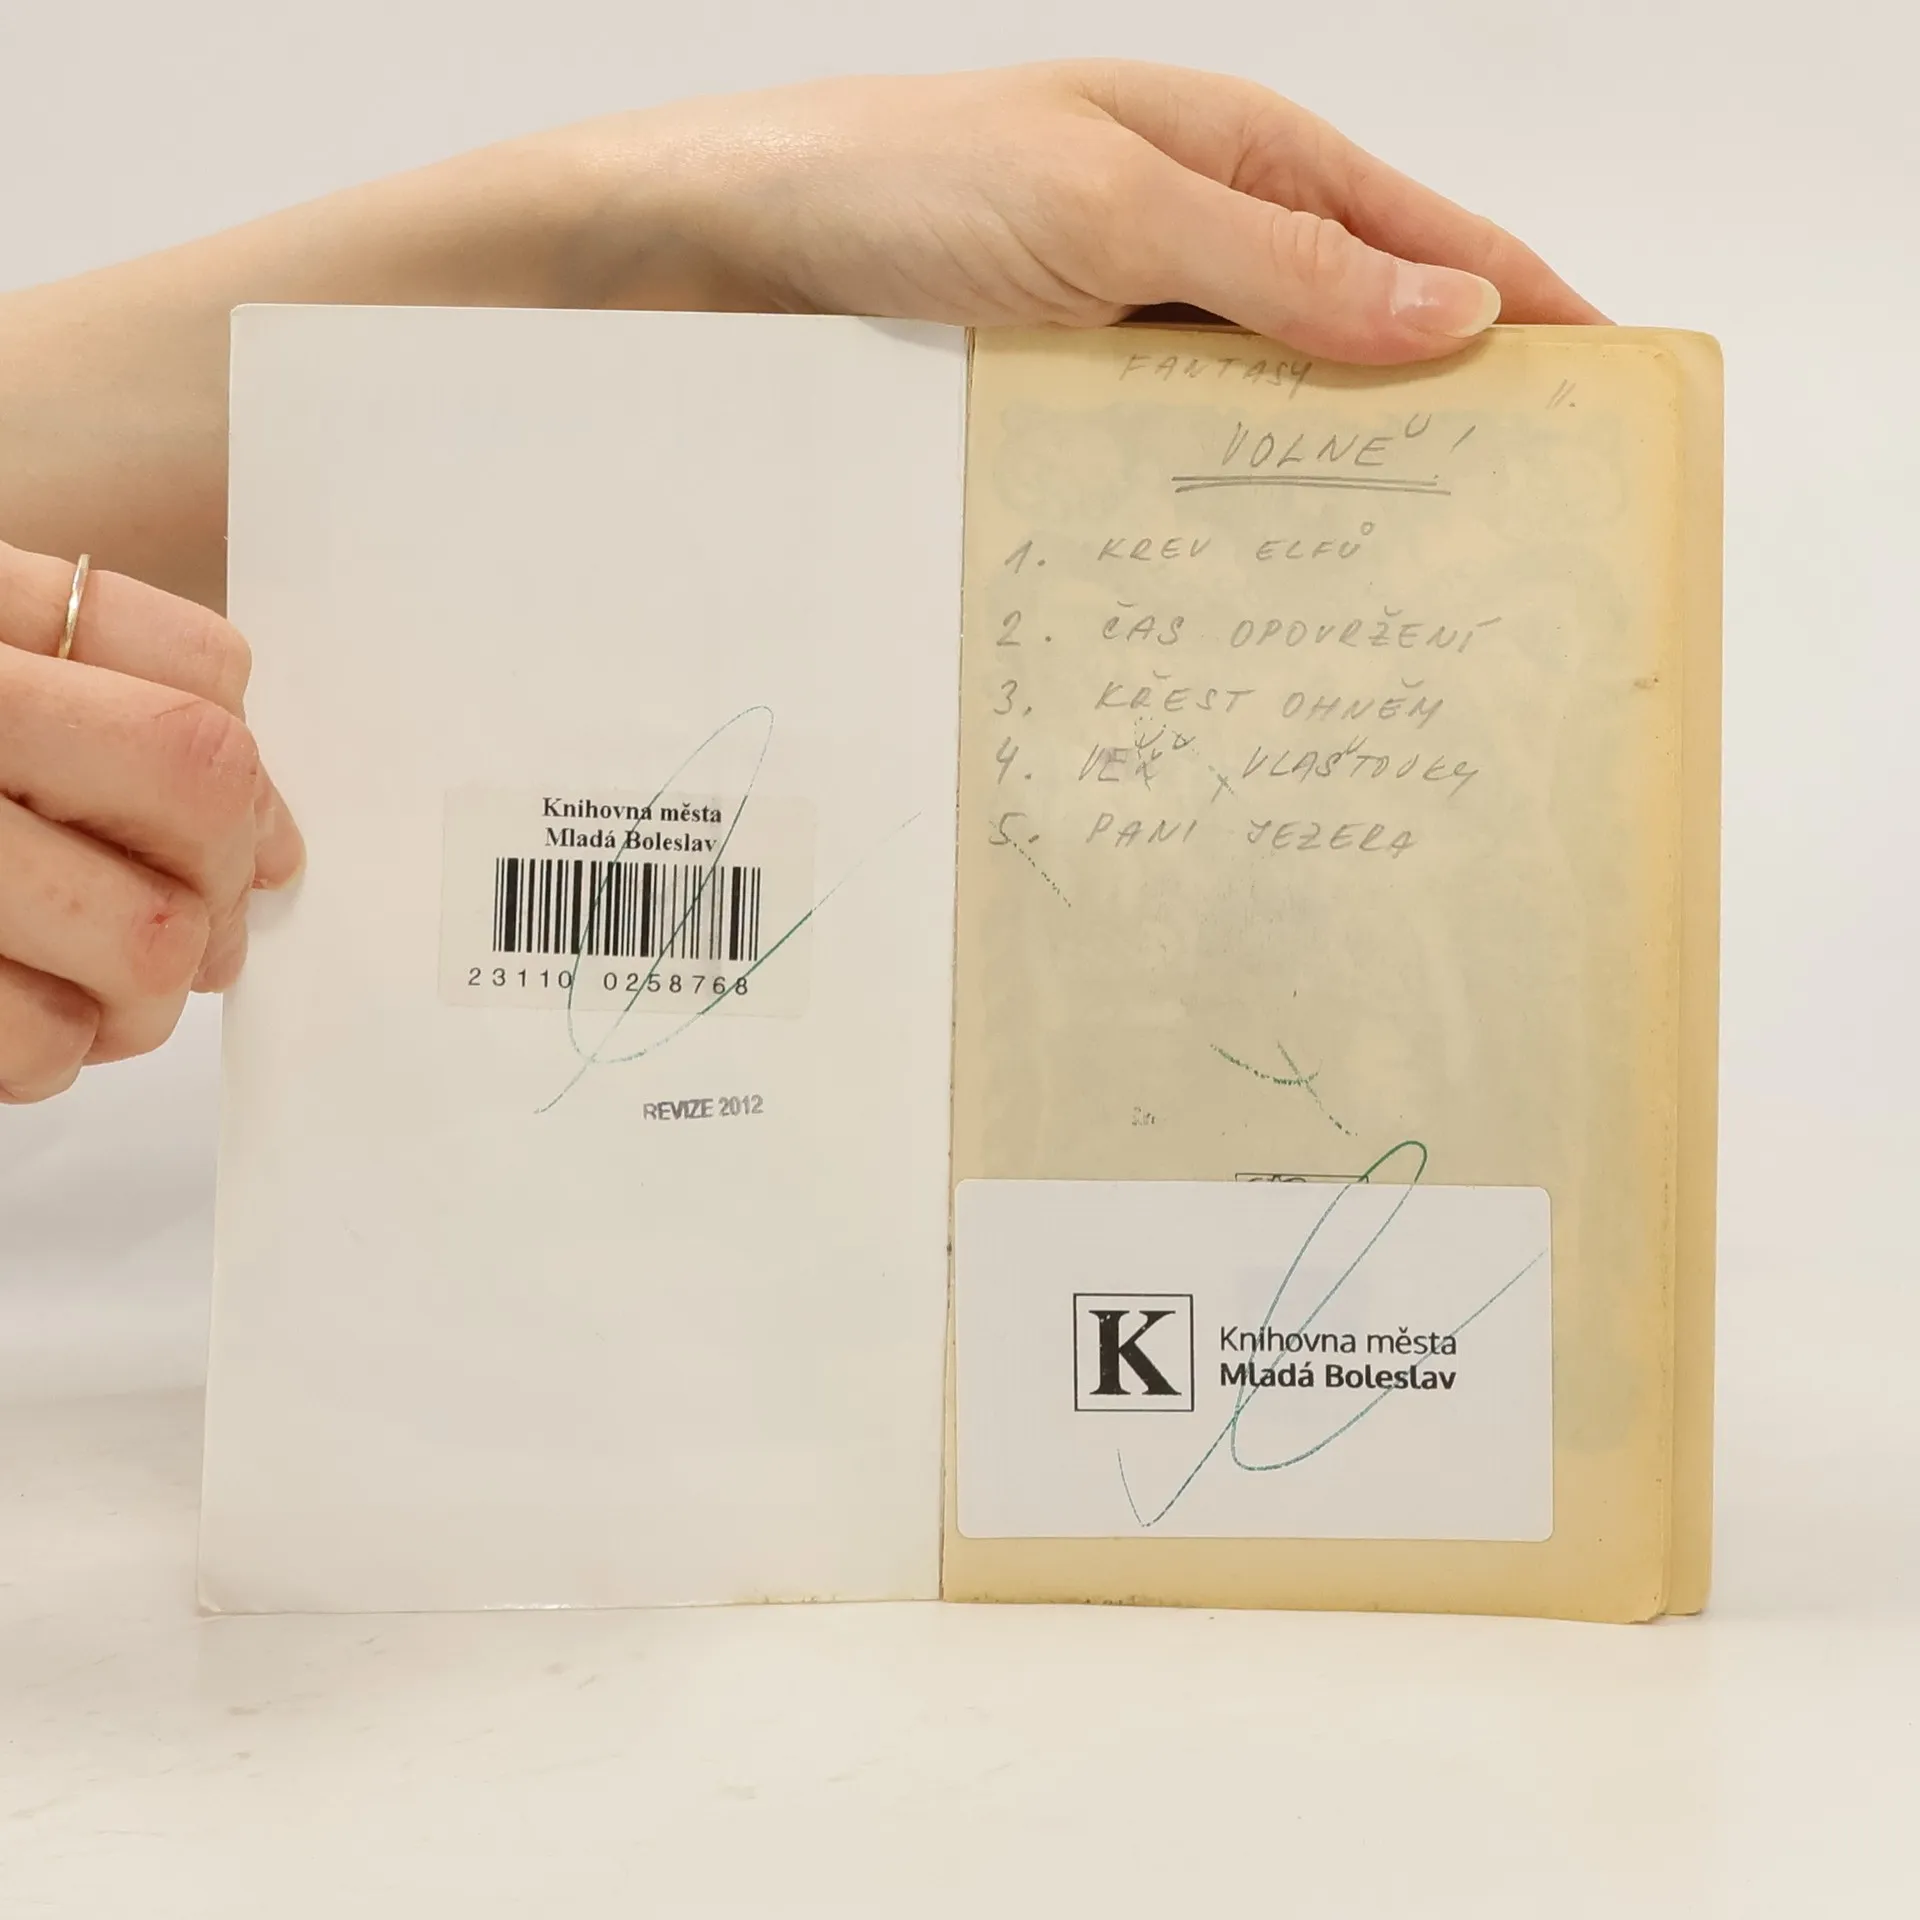 Knihovna města
Mladá Boleslav
23110 0258768
REVIZE 2012
FANTASY
II.
VOLNĚ!
1. KREV ELFŮ
2. ČAS OPOVRŽENÍ
3. KŘEST OHNĚM
4. VĚŽ VLAŠTOVKY
5. PANI JEZERA
K
Knihovna města
Mladá Boleslav